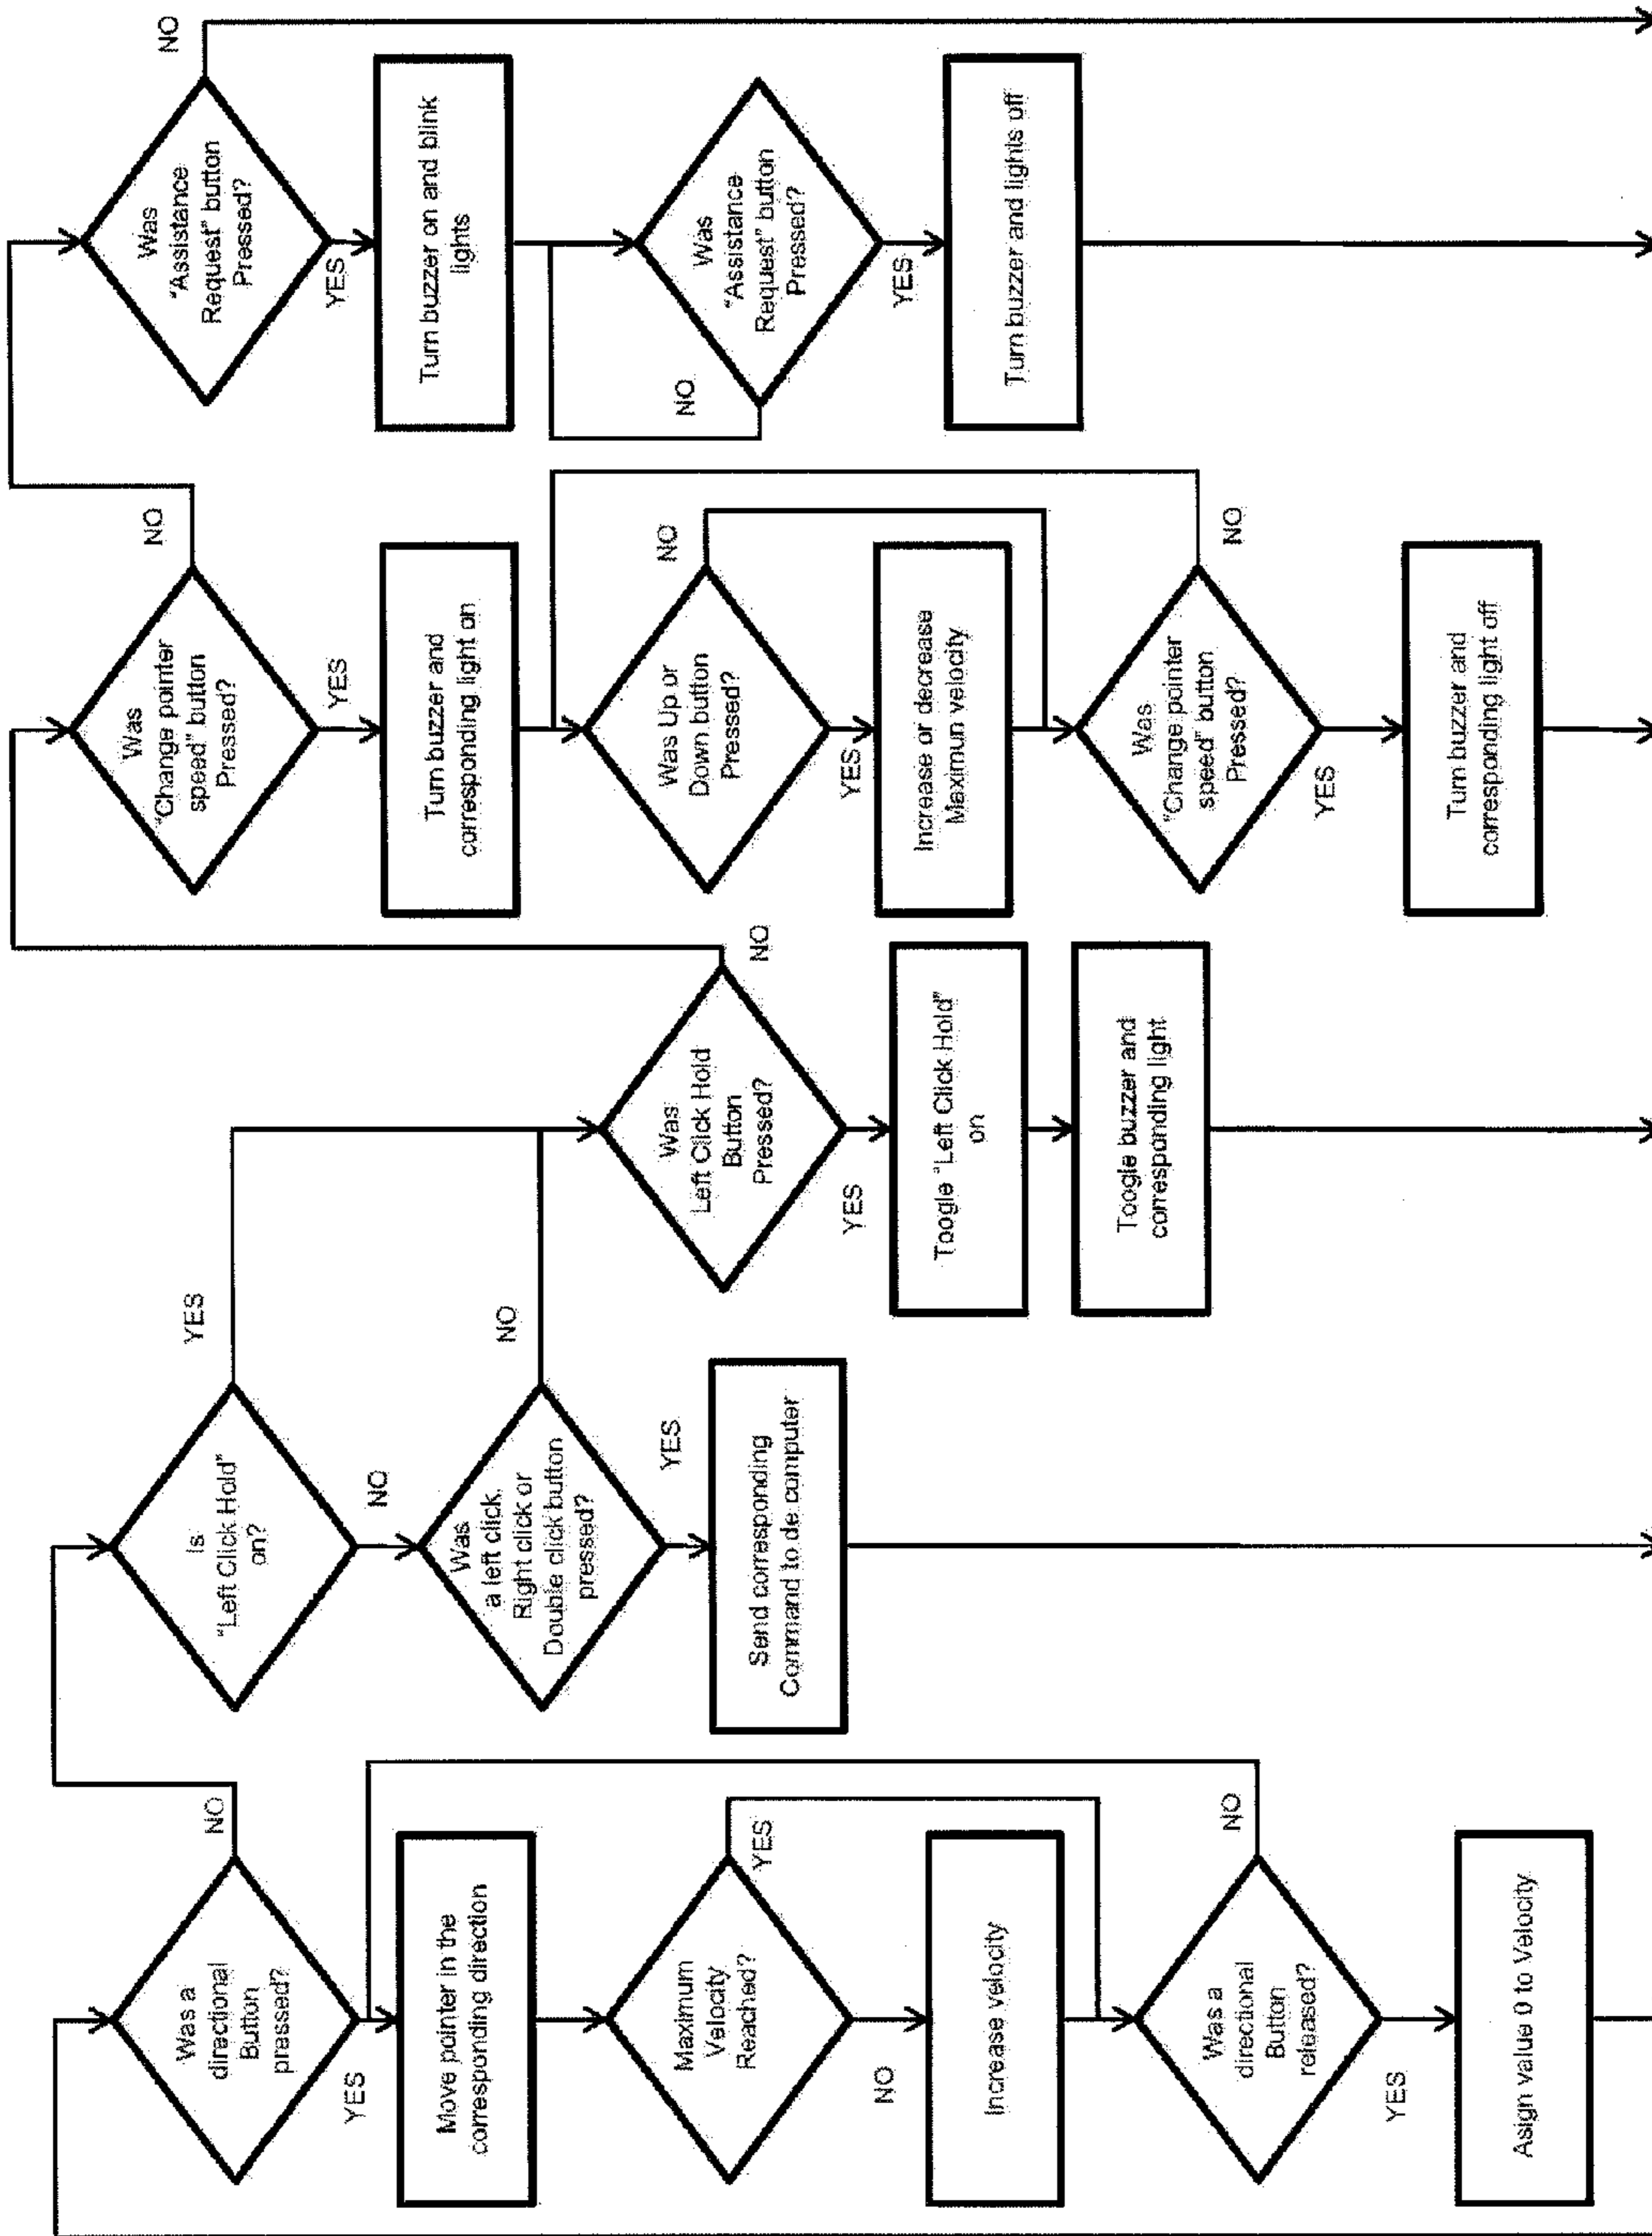 Was a
directional
Button
pressed?
NO
YES
Move pointer in the
corresponding direction
Maximum
Velocity
Reached?
YES
NO
Increase velocity
Was a
directional
Button
released?
NO
YES
Asign value 0 to Velocity
Is
"Left Click Hold"
on?
YES
NO
Was
a left click,
Right click or
Double click button
pressed?
NO
YES
Send corresponding
Command to de computer
Was
Left Click Hold
Button
Pressed?
NO
YES
Toogle "Left Click Hold"
on
Toogle buzzer and
corresponding light
Was
"Change pointer
speed" button
Pressed?
NO
YES
Turn buzzer and
corresponding light on
Was Up or
Down button
Pressed?
NO
YES
Increase or decrease
Maximun velocity
Was
"Change pointer
speed" button
Pressed?
NO
YES
Turn buzzer and
corresponding light off
Was
"Assistance
Request" button
Pressed?
NO
YES
Turn buzzer on and blink
lights
Was
"Assistance
Request" button
Pressed?
NO
YES
Turn buzzer and lights off